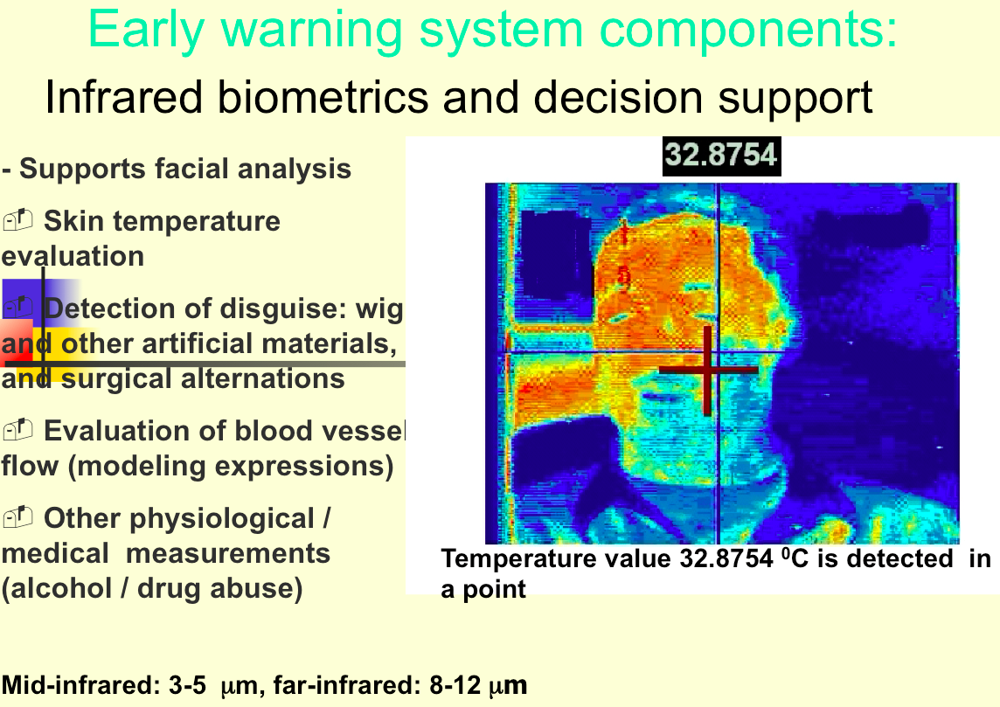 Early warning system components:
Infrared biometrics and decision support
- Supports facial analysis
Skin temperature
evaluation
Detection of disguise: wig
and other artificial materials,
and surgical alternations
Evaluation of blood vessel
flow (modeling expressions)
Other physiological /
medical measurements
(alcohol / drug abuse)
32.8754
Temperature value 32.8754 ⁰C is detected in
a point
Mid-infrared: 3-5 μm, far-infrared: 8-12 μm